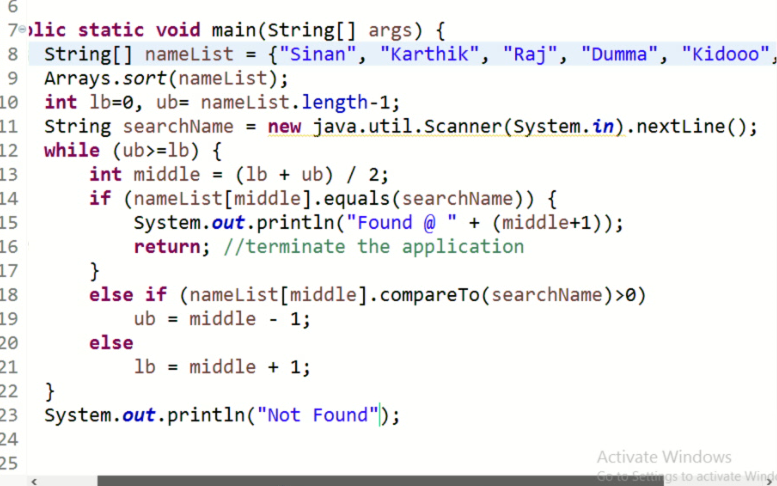 6
7 lic static void main(String[] args) {
8 String[] nameList = {"Sinan", "Karthik", "Raj", "Dumma", "Kidooo",
9 Arrays.sort(nameList);
10 int lb=0, ub= nameList.length-1;
11 String searchName = new java.util.Scanner(System.in).nextLine();
12 while (ub>=lb) {
13 int middle = (lb + ub) / 2;
14 if (nameList[middle].equals(searchName)) {
15 System.out.println("Found @ " + (middle+1));
16 return; //terminate the application
17 }
18 else if (nameList[middle].compareTo(searchName)>0)
19 ub = middle - 1;
20 else
21 lb = middle + 1;
22 }
23 System.out.println("Not Found");
24
25
Activate Windows
Go to Settings to activate Wind